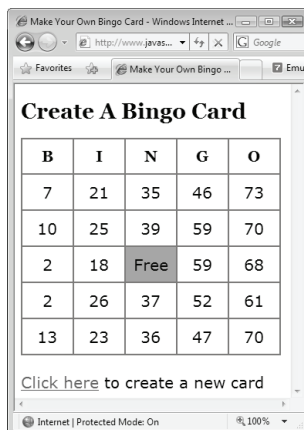 Make Your Own Bingo Card - Windows Internet ...
http://www.javas...
Google
Favorites
Make Your Own Bingo ...
Emu
Create A Bingo Card
B I N G O
7 21 35 46 73
10 25 39 59 70
2 18 Free 59 68
2 26 37 52 61
13 23 36 47 70
Click here to create a new card
Internet | Protected Mode: On
100%